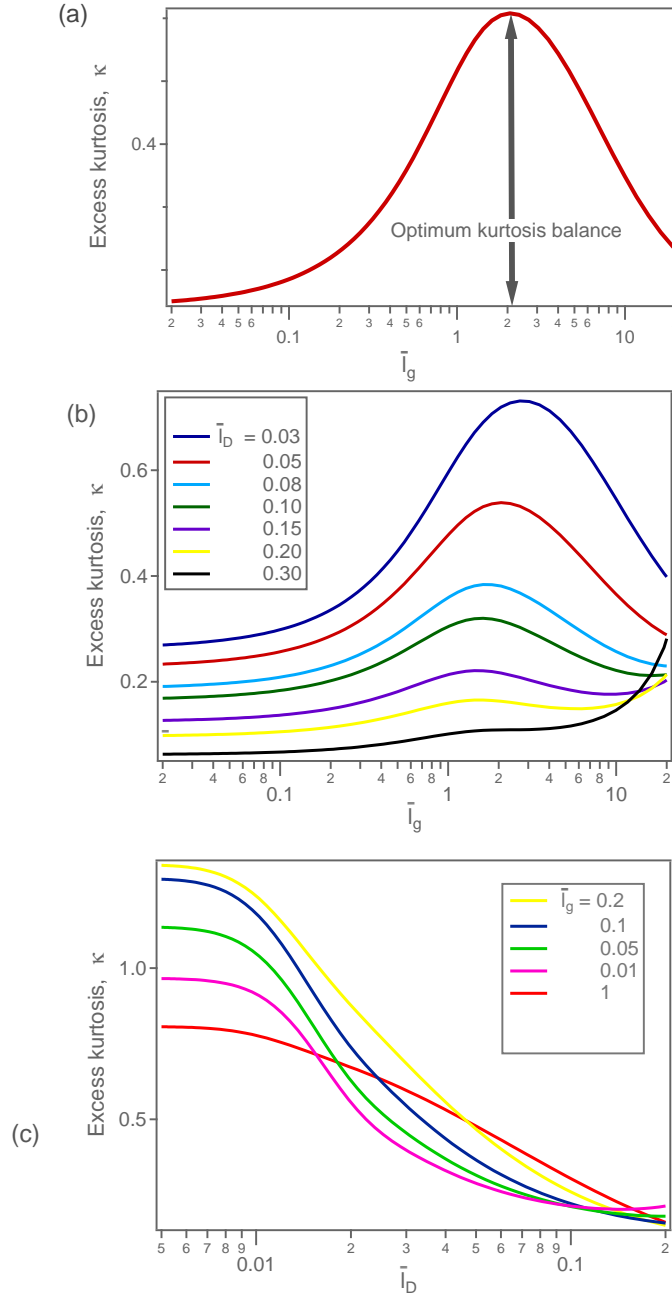 (a)
Excess kurtosis, κ
0.4
Optimum kurtosis balance
2 3 4 5 6 0.1 2 3 4 5 6 1 2 3 4 5 6 10
l̄g
(b)
Excess kurtosis, κ
0.6
0.4
0.2
l̄D = 0.03
0.05
0.08
0.10
0.15
0.20
0.30
2 4 6 8 0.1 2 4 6 8 1 2 4 6 8 10 2
l̄g
(c)
Excess kurtosis, κ
1.0
0.5
l̄g = 0.2
0.1
0.05
0.01
1
5 6 7 8 9 0.01 2 3 4 5 6 7 8 9 0.1 2
l̄D